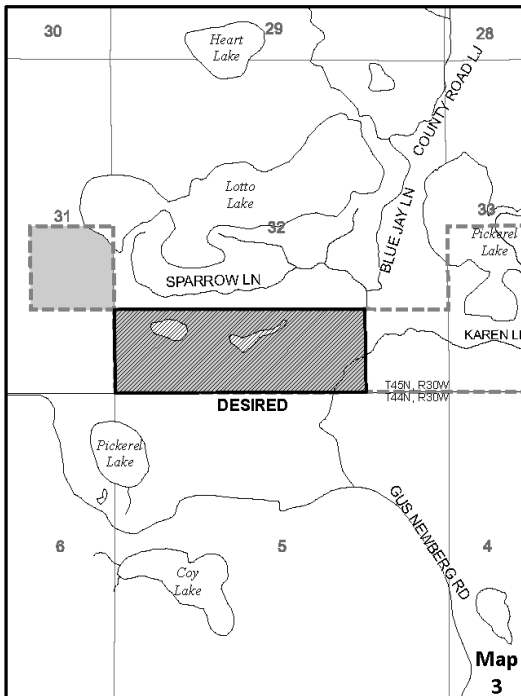 30
29
28
Heart
Lake
COUNTY ROAD LJ
Lotto
Lake
BLUE JAY LN
31
32
33
Pickerel
Lake
SPARROW LN
KAREN L
T45N, R30W
T44N, R30W
DESIRED
Pickerel
Lake
GUS NEWBERG RD
6
5
4
Coy
Lake
Map
3